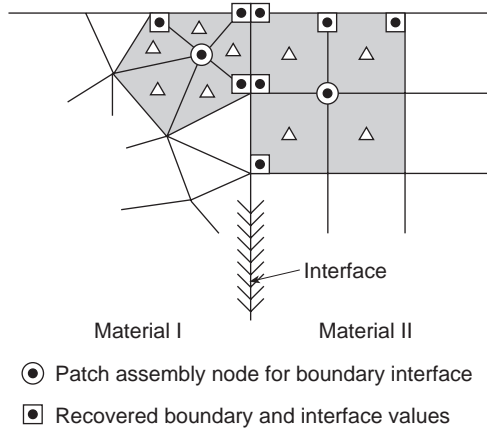 Interface
Material I
Material II
Patch assembly node for boundary interface
Recovered boundary and interface values